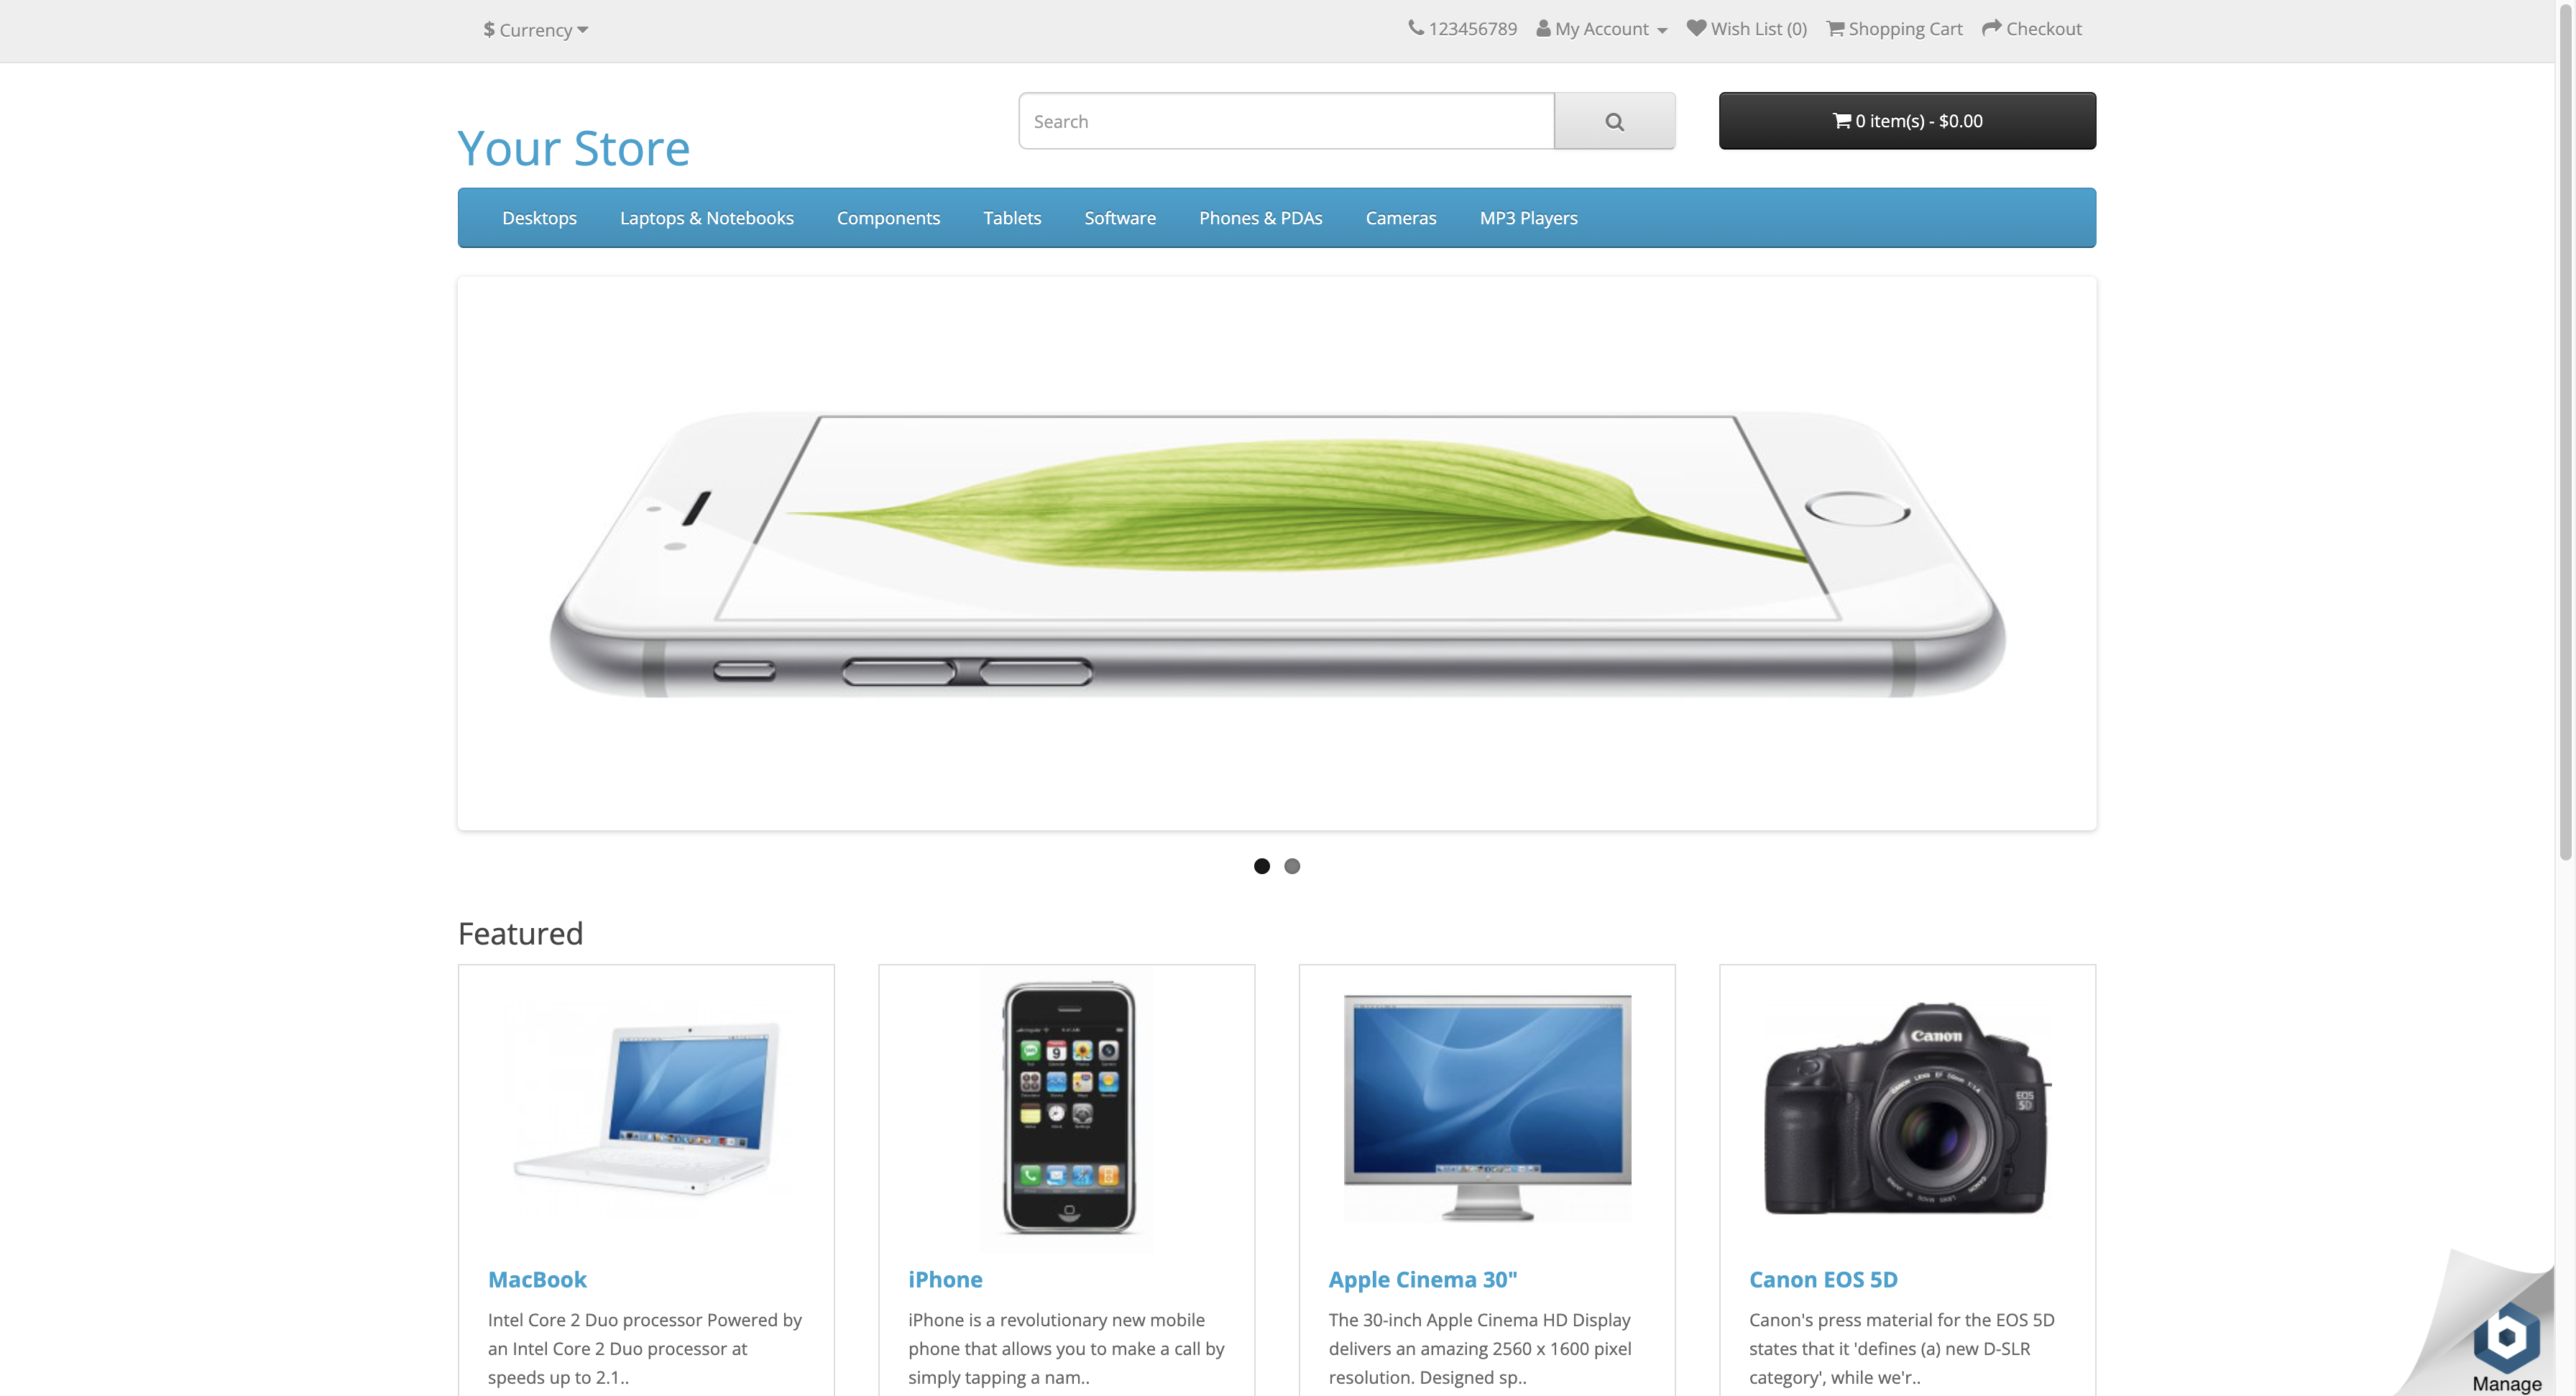 $ Currency
123456789 My Account Wish List (0) Shopping Cart Checkout
Your Store
Search
0 item(s) - $0.00
Desktops Laptops & Notebooks Components Tablets Software Phones & PDAs Cameras MP3 Players
Featured
Canon
EOS
5D
MacBook
Intel Core 2 Duo processor Powered by
an Intel Core 2 Duo processor at
speeds up to 2.1..
iPhone
iPhone is a revolutionary new mobile
phone that allows you to make a call by
simply tapping a nam..
Apple Cinema 30"
The 30-inch Apple Cinema HD Display
delivers an amazing 2560 x 1600 pixel
resolution. Designed sp..
Canon EOS 5D
Canon's press material for the EOS 5D
states that it 'defines (a) new D-SLR
category', while we'r..
Manage